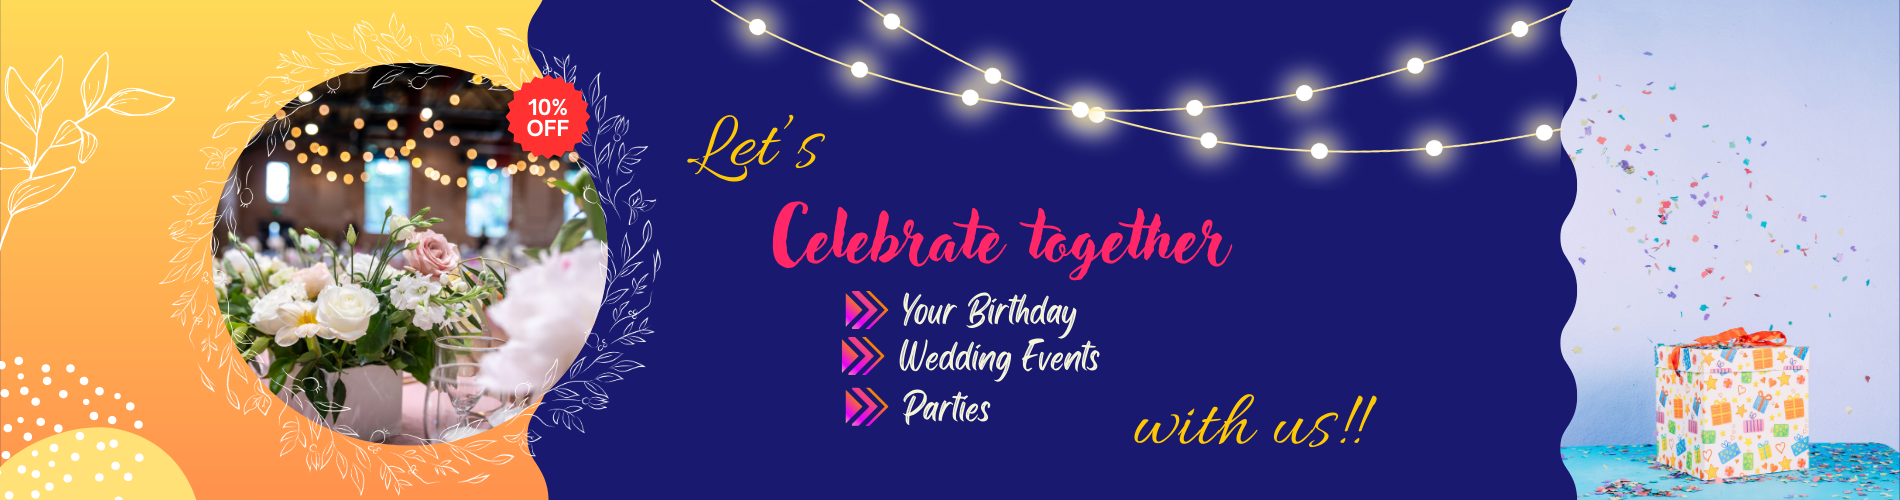 10%
OFF
Let's
Celebrate together
Your Birthday
Wedding Events
Parties
with us!!